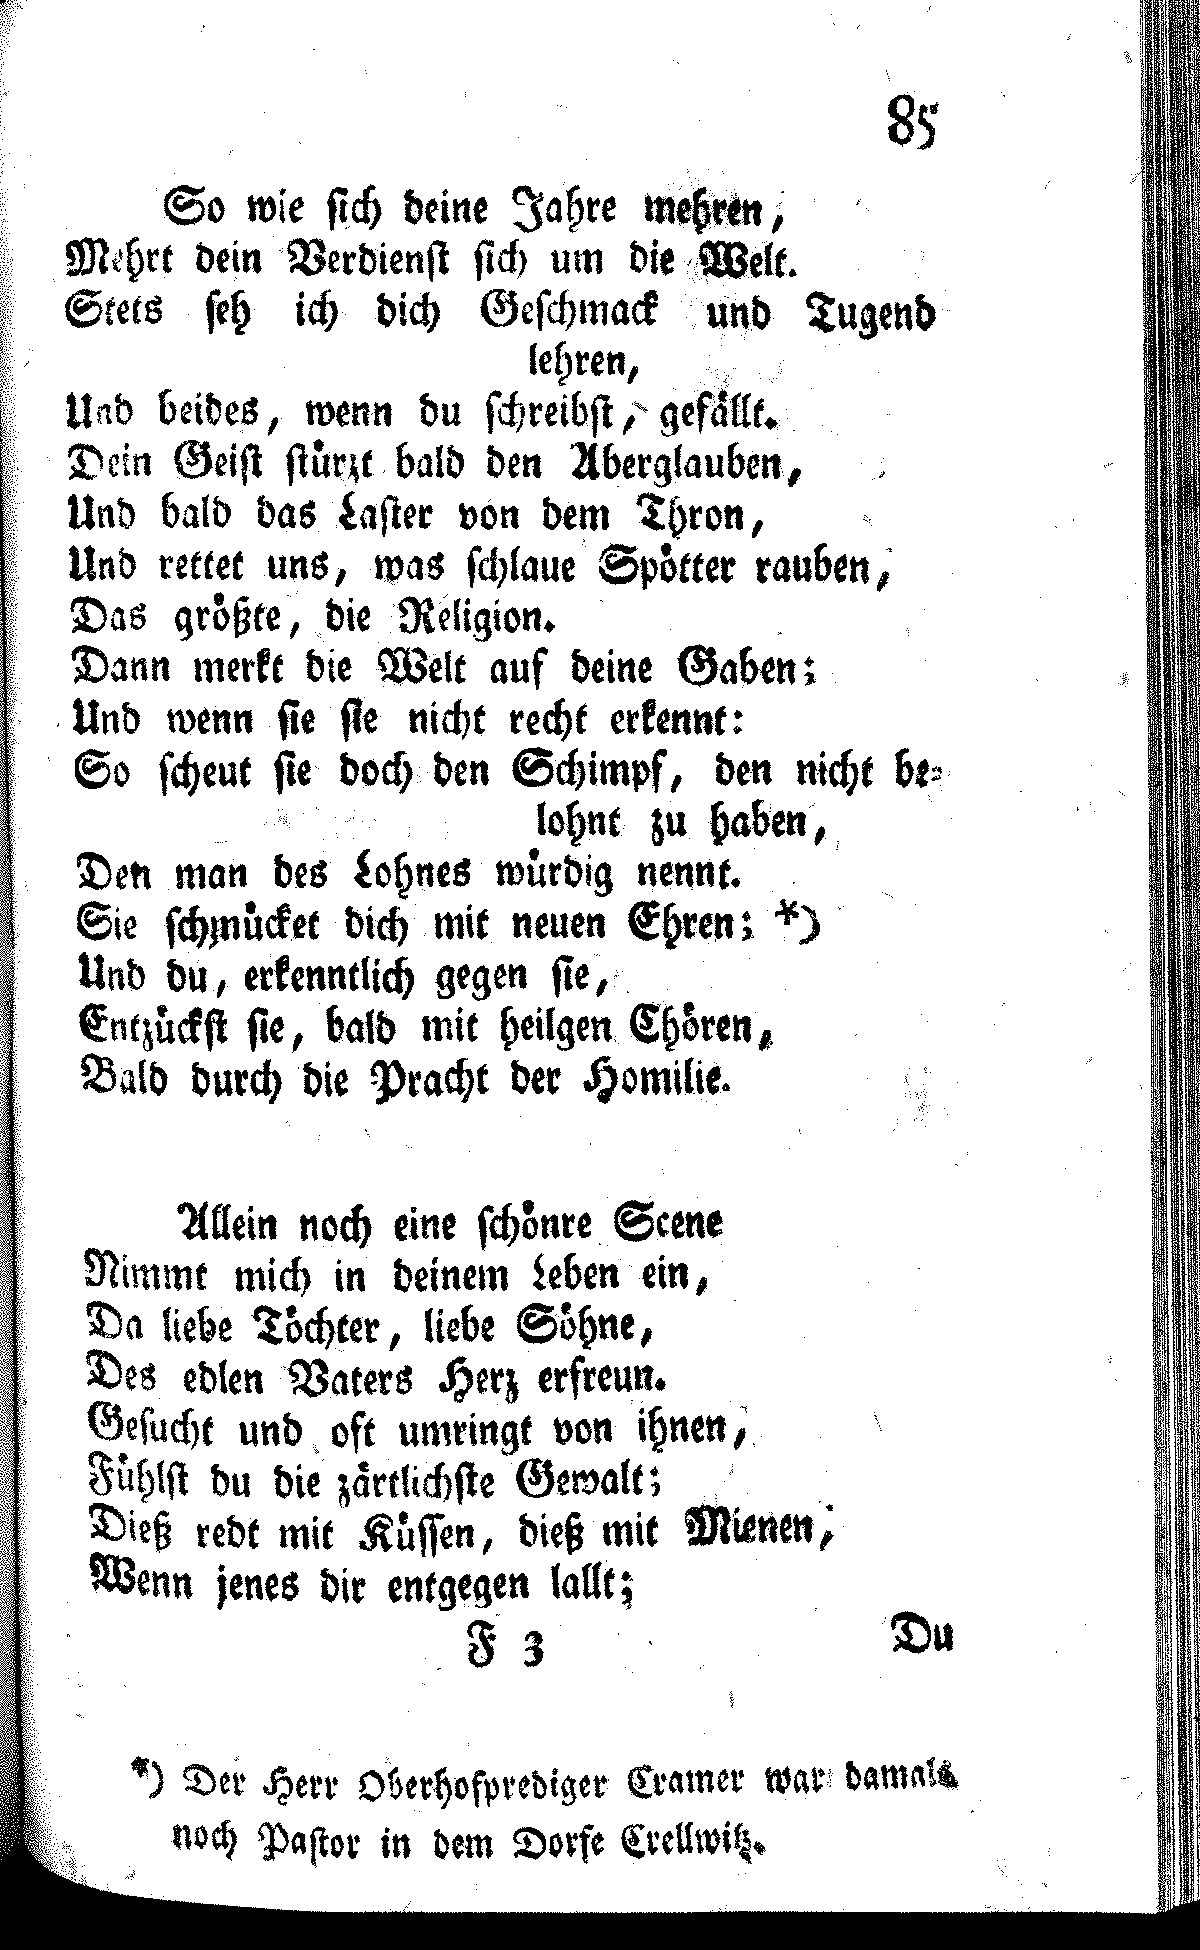 85
So wie ſich deine Jahre mehren,
Mehrt dein Verdienſt ſich um die Welt.
Stets ſeh ich dich Geſchmack und Tugend
lehren,
Und beides, wenn du ſchreibſt, gefällt.
Dein Geiſt ſtürzt bald den Aberglauben,
Und bald das Laſter von dem Thron,
Und rettet uns, was ſchlaue Spötter rauben,
Das größte, die Religion.
Dann merkt die Welt auf deine Gaben;
Und wenn ſie ſie nicht recht erkennt:
So ſcheut ſie doch den Schimpf, den nicht be-
lohnt zu haben,
Den man des Lohnes würdig nennt.
Sie ſchmücket dich mit neuen Ehren; *)
Und du, erkenntlich gegen ſie,
Entzückſt ſie, bald mit heilgen Chören,
Bald durch die Pracht der Homilie.
Allein noch eine ſchönre Scene
Nimmt mich in deinem Leben ein,
Da liebe Töchter, liebe Söhne,
Des edlen Vaters Herz erfreun.
Geſucht und oft umringt von ihnen,
Fühlſt du die zärtlichſte Gewalt;
Dieß redt mit Küſſen, dieß mit Mienen,
Wenn jenes dir entgegen lallt;
F 3 Du
*) Der Herr Oberhofprediger Cramer war damals
noch Paſtor in dem Dorfe Crellwitz.